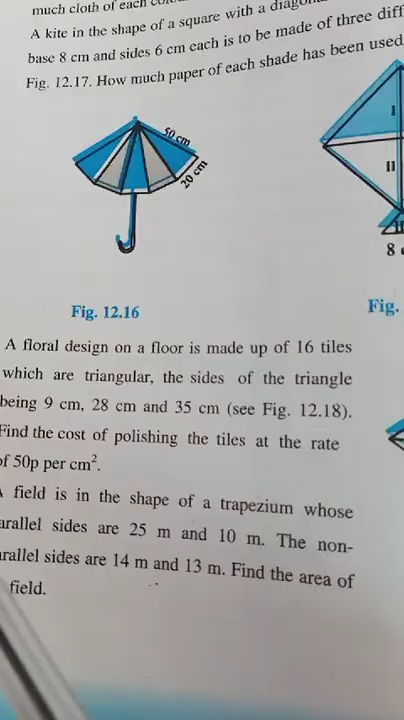 much cloth of each
A kite in the shape of a square with a
base 8 cm and sides 6 cm each is to be made of three
Fig. 12.17. How much paper of each shade has been used
50 cm
20 cm
I
II
8
Fig. 12.16
Fig.
A floral design on a floor is made up of 16 tiles
which are triangular, the sides of the triangle
being 9 cm, 28 cm and 35 cm (see Fig. 12.18).
Find the cost of polishing the tiles at the rate
of 50p per cm².
field is in the shape of a trapezium whose
parallel sides are 25 m and 10 m. The non-
parallel sides are 14 m and 13 m. Find the area of
field.